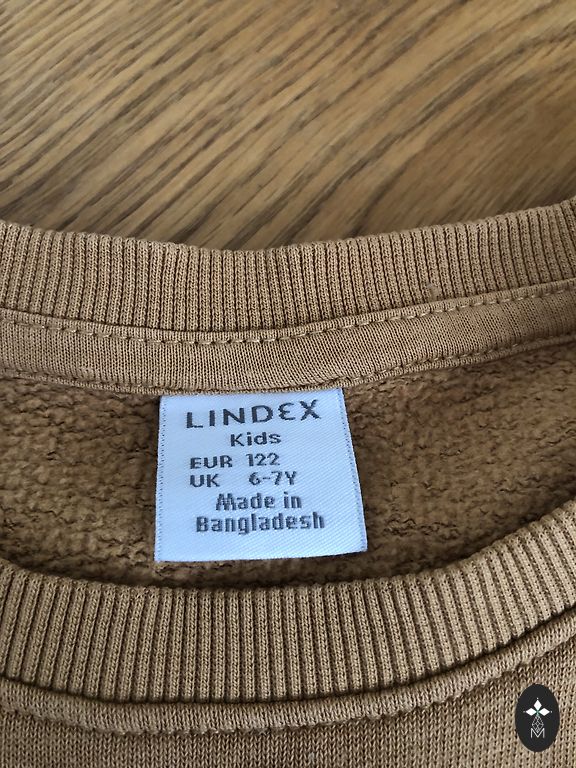 LINDEX
Kids
EUR 122
UK 6-7Y
Made in
Bangladesh
M